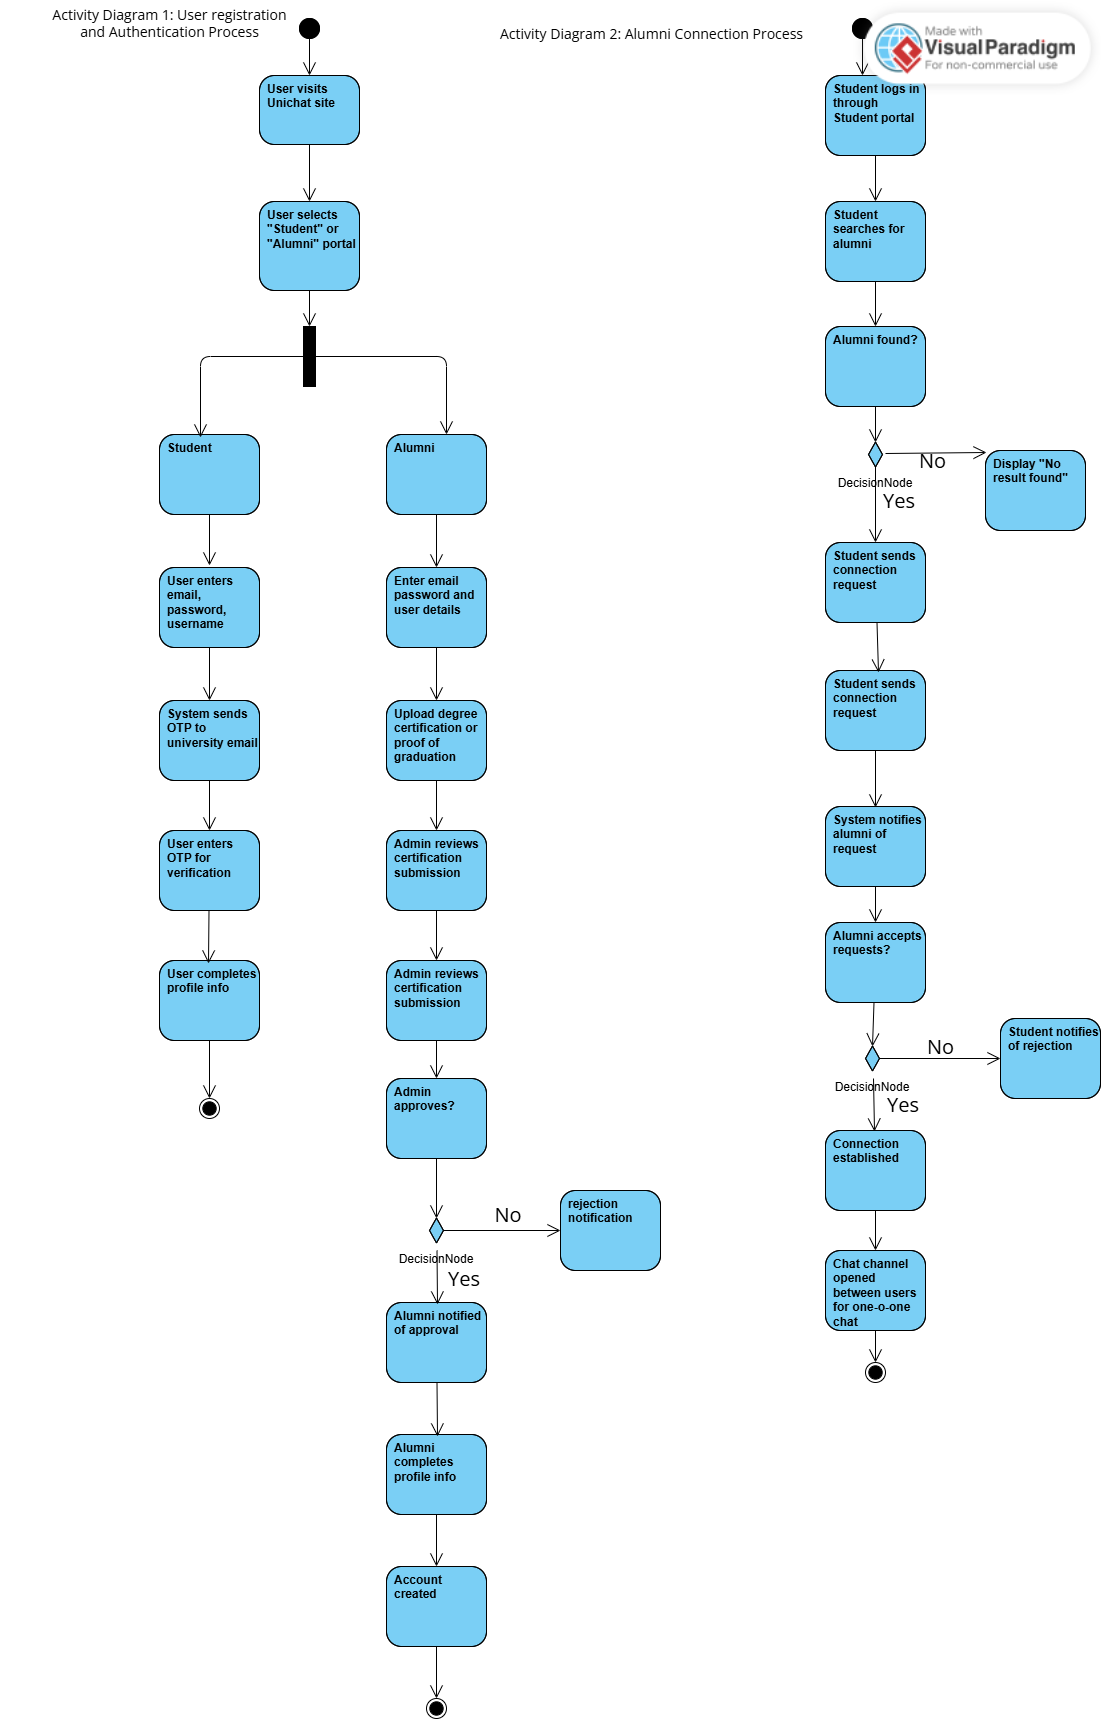 Activity Diagram 1: User registration
and Authentication Process
User visits
Unichat site
User selects
"Student" or
"Alumni" portal
Student
User enters
email,
password,
username
System sends
OTP to
university email
User enters
OTP for
verification
User completes
profile info
Alumni
Enter email
password and
user details
Upload degree
certification or
proof of
graduation
Admin reviews
certification
submission
Admin reviews
certification
submission
Admin
approves?
DecisionNode
No
rejection
notification
Yes
Alumni notified
of approval
Alumni
completes
profile info
Account
created
Activity Diagram 2: Alumni Connection Process
Made with
Visual Paradigm
For non-commercial use
Student logs in
through
Student portal
Student
searches for
alumni
Alumni found?
DecisionNode
No
Display "No
result found"
Yes
Student sends
connection
request
Student sends
connection
request
System notifies
alumni of
request
Alumni accepts
requests?
DecisionNode
No
Student notifies
of rejection
Yes
Connection
established
Chat channel
opened
between users
for one-o-one
chat